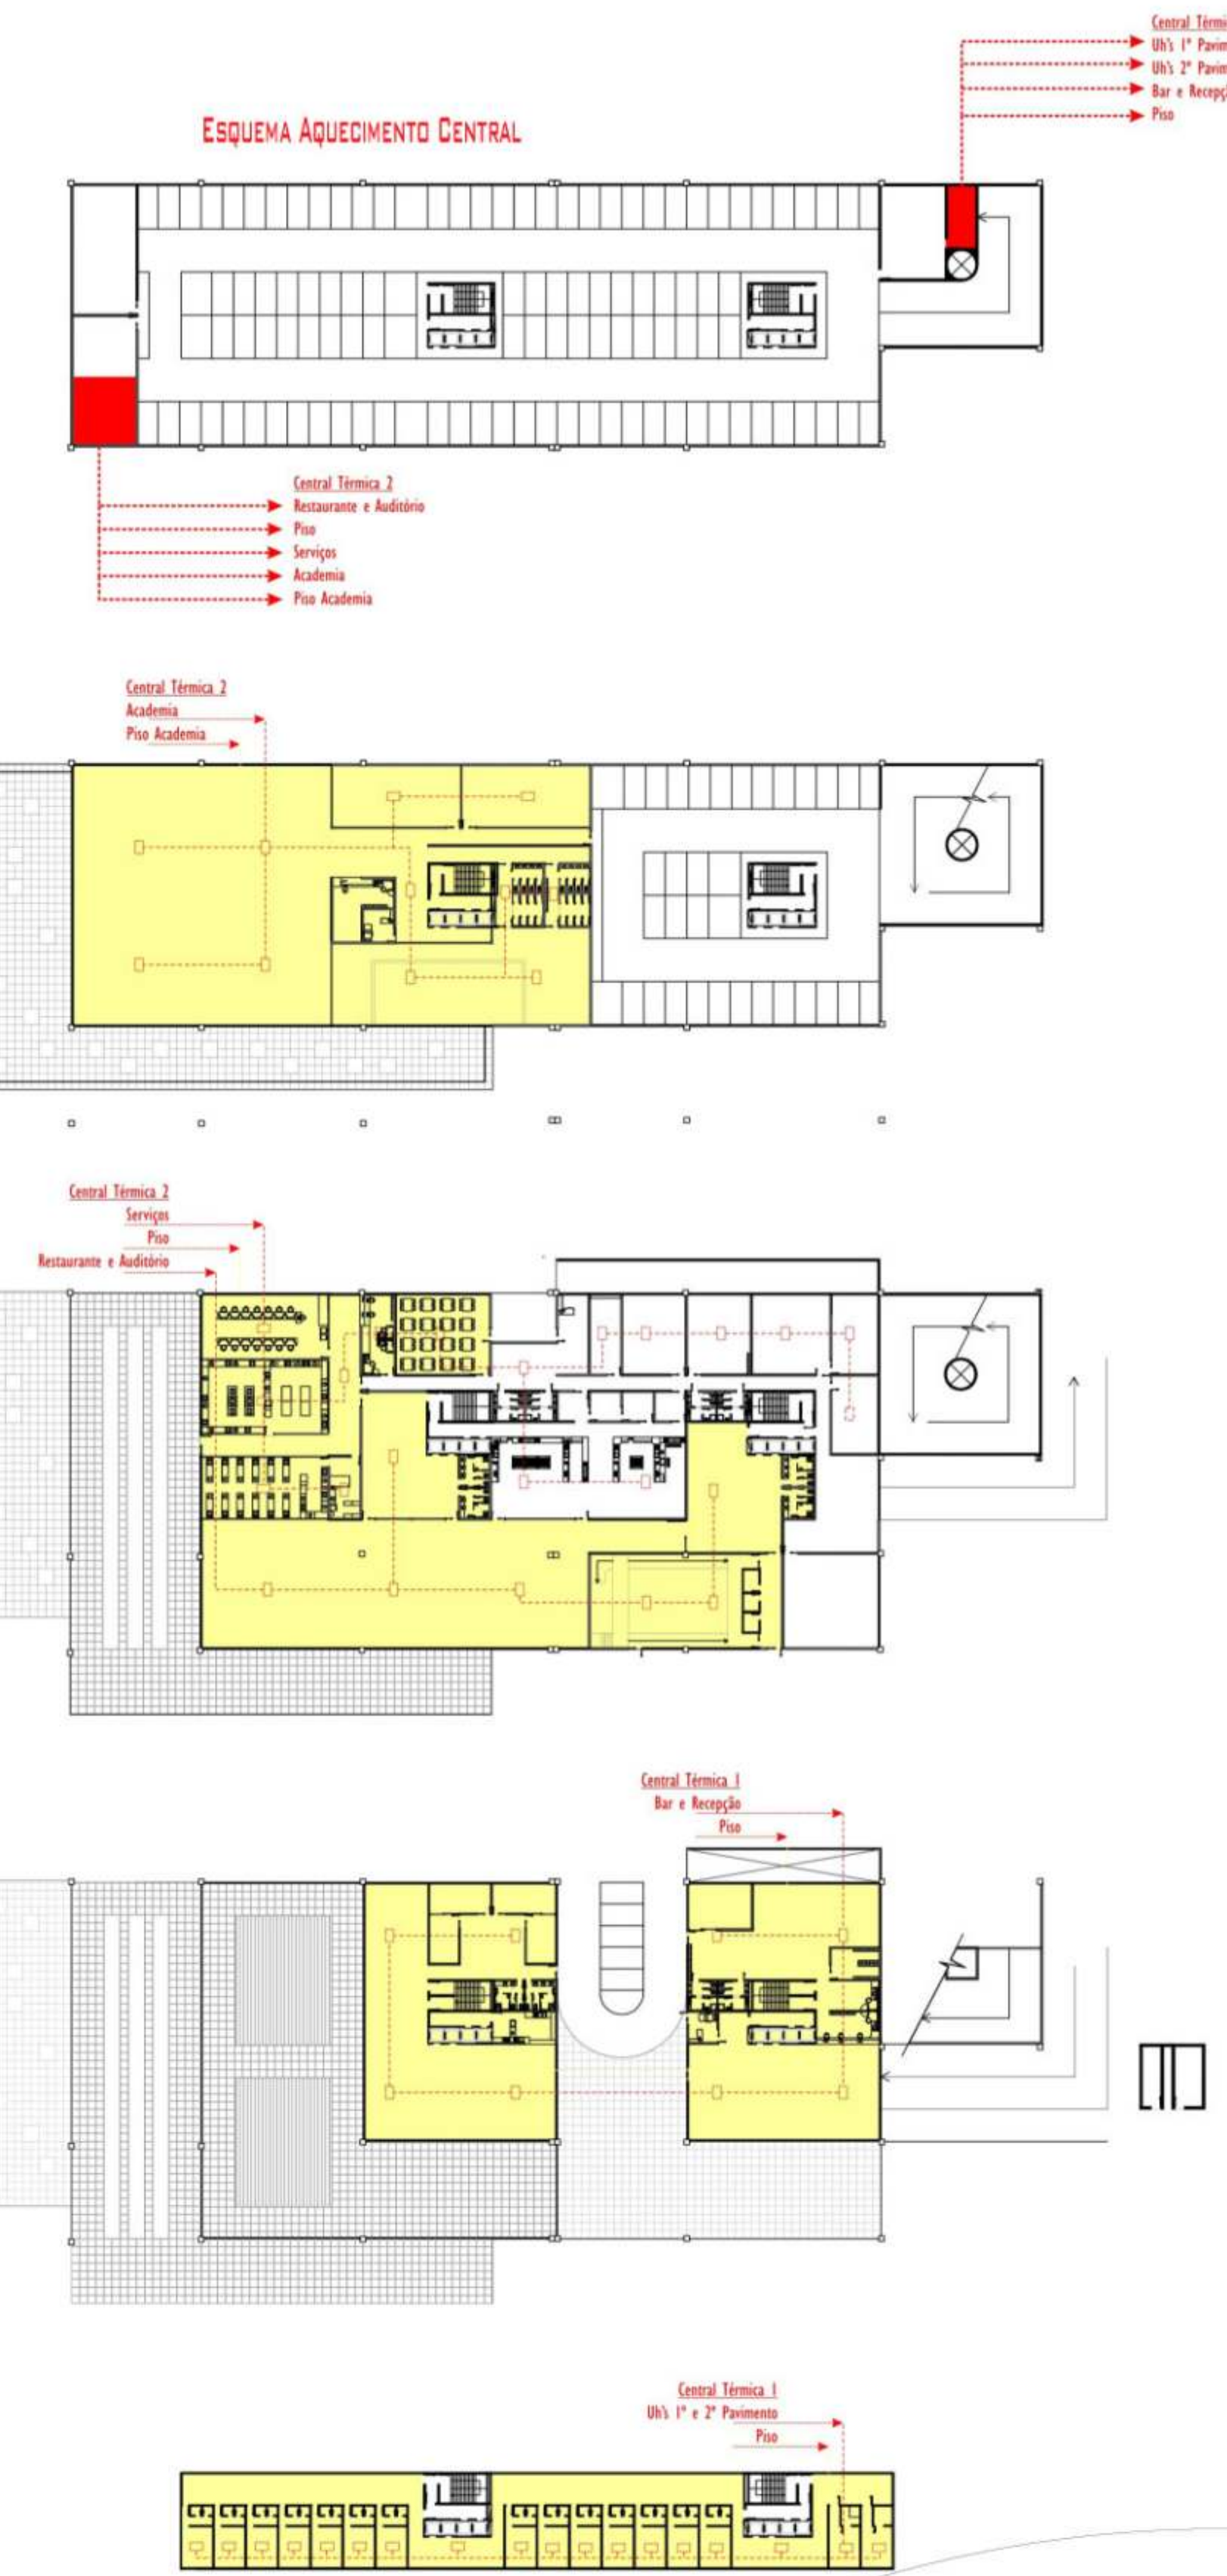 Central Térmi
Uh's 1º Pavim
Uh's 2º Pavim
Bar e Recepçã
Piso
ESQUEMA AQUECIMENTO CENTRAL
Central Térmica 2
Restaurante e Auditório
Piso
Serviços
Academia
Piso Academia
Central Térmica 2
Academia
Piso Academia
Central Térmica 2
Serviços
Piso
Restaurante e Auditório
Central Térmica 1
Bar e Recepção
Piso
Central Térmica 1
Uh's 1º e 2º Pavimento
Piso